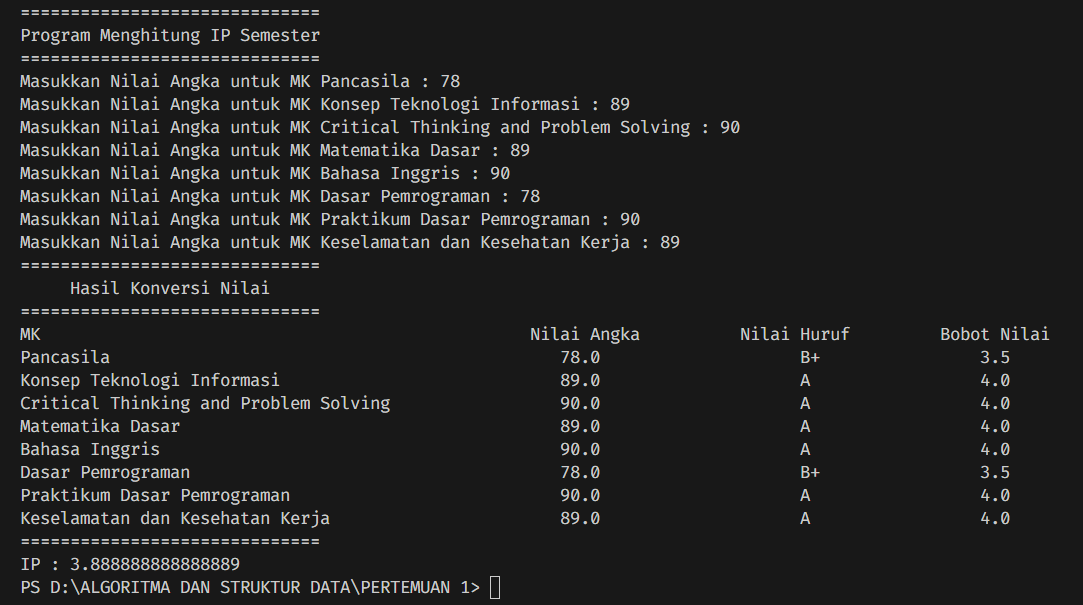 ==============================
Program Menghitung IP Semester
==============================
Masukkan Nilai Angka untuk MK Pancasila : 78
Masukkan Nilai Angka untuk MK Konsep Teknologi Informasi : 89
Masukkan Nilai Angka untuk MK Critical Thinking and Problem Solving : 90
Masukkan Nilai Angka untuk MK Matematika Dasar : 89
Masukkan Nilai Angka untuk MK Bahasa Inggris : 90
Masukkan Nilai Angka untuk MK Dasar Pemrograman : 78
Masukkan Nilai Angka untuk MK Praktikum Dasar Pemrograman : 90
Masukkan Nilai Angka untuk MK Keselamatan dan Kesehatan Kerja : 89
==============================
     Hasil Konversi Nilai
==============================
MK                                                 Nilai Angka          Nilai Huruf         Bobot Nilai
Pancasila                                             78.0                    B+                3.5
Konsep Teknologi Informasi                            89.0                    A                 4.0
Critical Thinking and Problem Solving                 90.0                    A                 4.0
Matematika Dasar                                      89.0                    A                 4.0
Bahasa Inggris                                        90.0                    A                 4.0
Dasar Pemrograman                                     78.0                    B+                3.5
Praktikum Dasar Pemrograman                           90.0                    A                 4.0
Keselamatan dan Kesehatan Kerja                       89.0                    A                 4.0
==============================
IP : 3.888888888888889
PS D:\ALGORITMA DAN STRUKTUR DATA\PERTEMUAN 1>